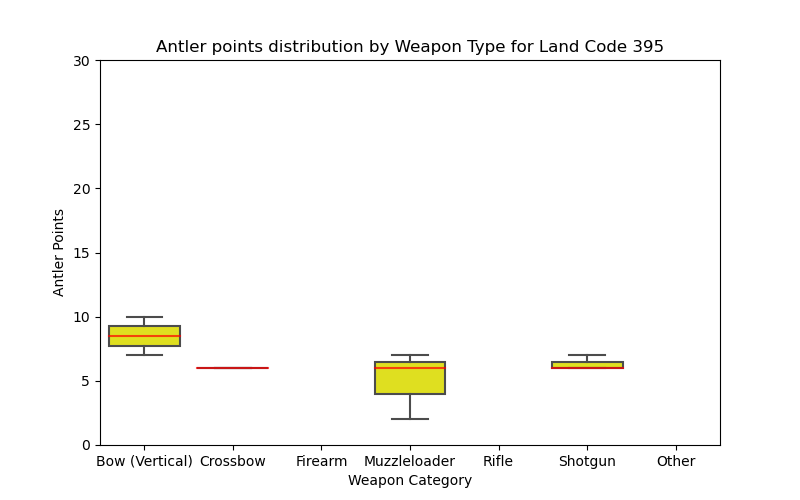 Antler points distribution by Weapon Type for Land Code 395
30
25
20
15
10
5
0
Antler Points
Bow (Vertical) Crossbow Firearm Muzzleloader Rifle Shotgun Other
Weapon Category